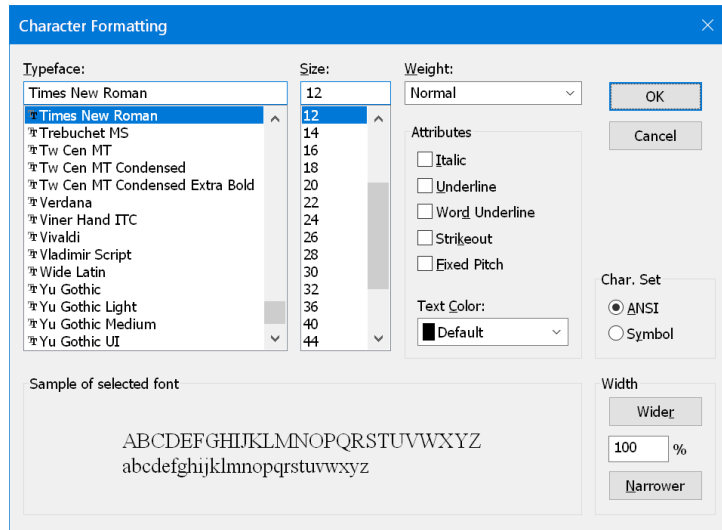 Character Formatting
Typeface:
Times New Roman
Times New Roman
Trebuchet MS
Tw Cen MT
Tw Cen MT Condensed
Tw Cen MT Condensed Extra Bold
Verdana
Viner Hand ITC
Vivaldi
Vladimir Script
Wide Latin
Yu Gothic
Yu Gothic Light
Yu Gothic Medium
Yu Gothic UI
Size:
12
12
14
16
18
20
22
24
26
28
30
32
36
40
44
Weight:
Normal
Attributes
Italic
Underline
Word Underline
Strikeout
Fixed Pitch
Text Color:
Default
OK
Cancel
Char. Set
ANSI
Symbol
Sample of selected font
ABCDEFGHIJKLMNOPQRSTUVWXYZ
abcdefghijklmnopqrstuvwxyz
Width
Wider
100 %
Narrower